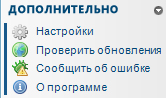 ДОПОЛНИТЕЛЬНО
Настройки
Проверить обновления
Сообщить об ошибке
О программе